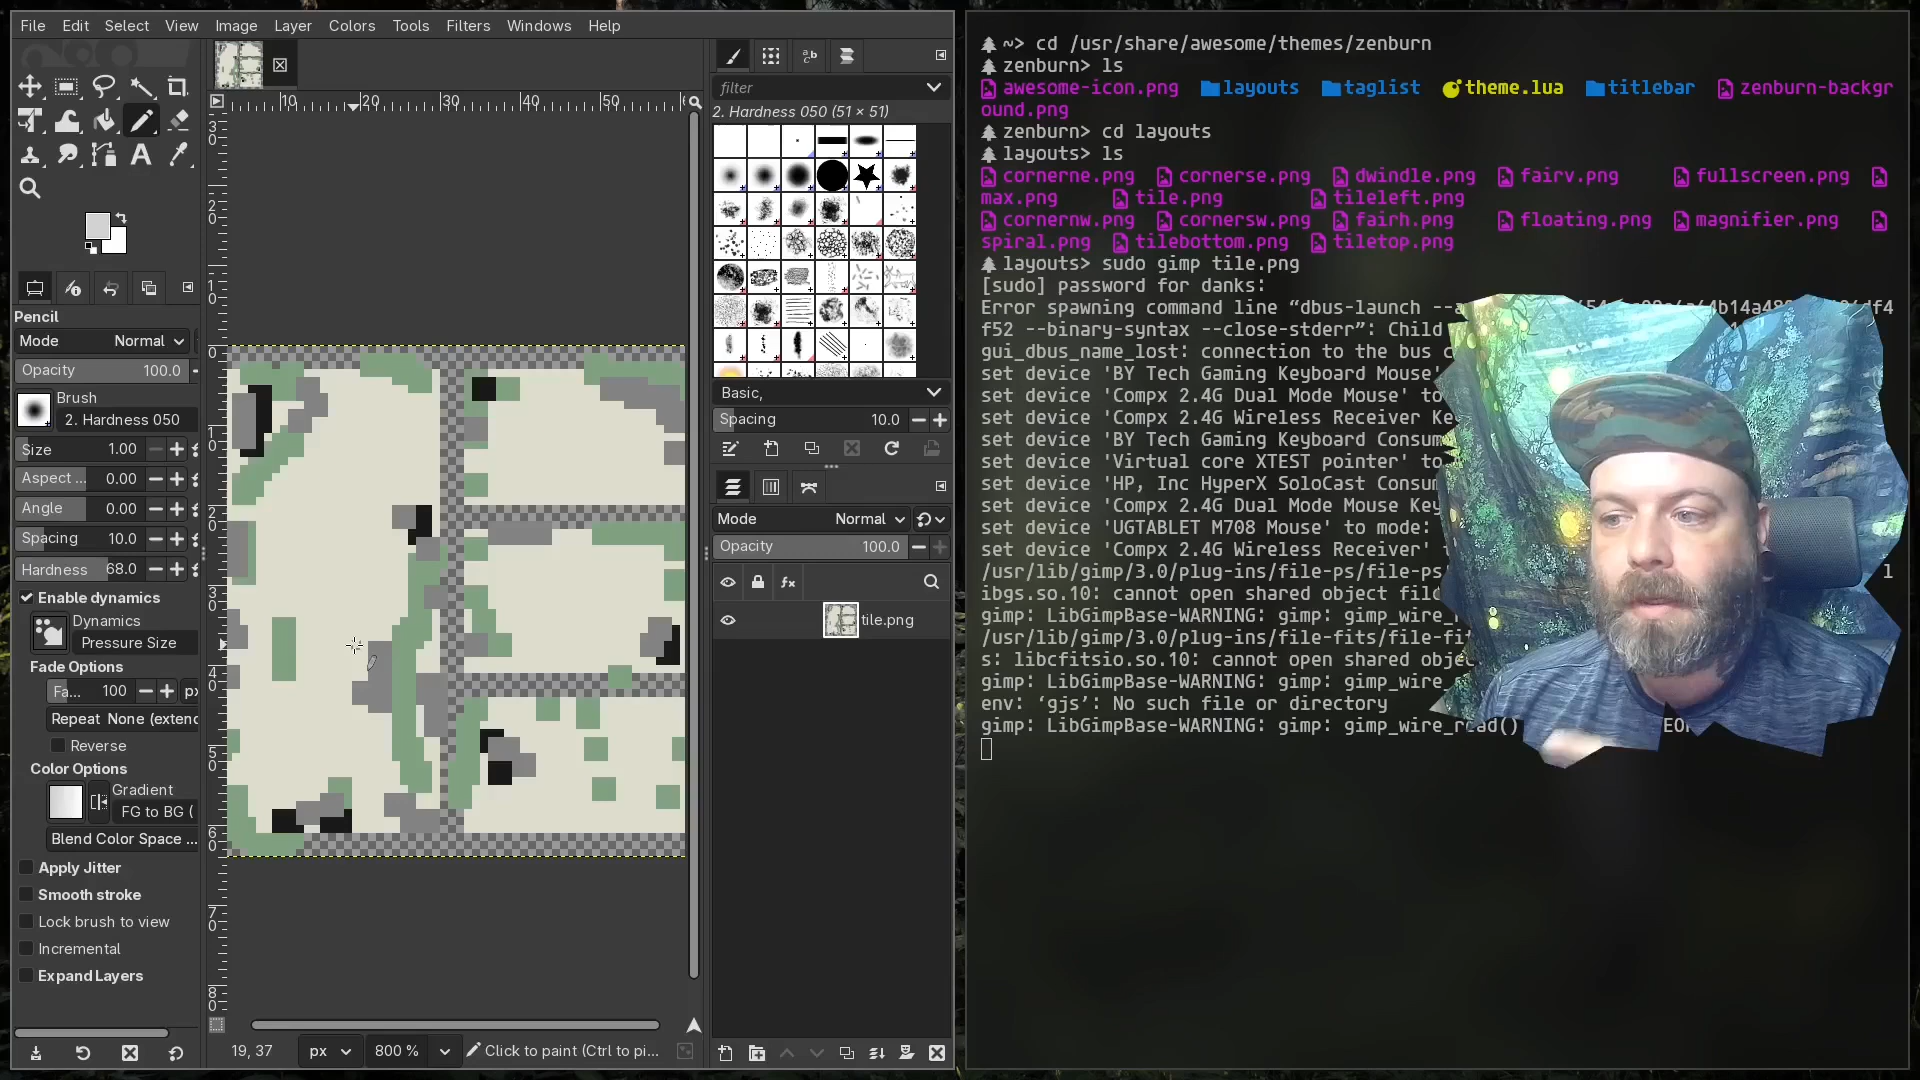 File Edit Select View Image Layer Colors Tools Filters Windows Help
10 20 30 40 50
Pencil
Mode Normal
Opacity 100.0
Brush
2. Hardness 050
Size 1.00
Aspect ... 0.00
Angle 0.00
Spacing 10.0
Hardness 68.0
Enable dynamics
Dynamics
Pressure Size
Fade Options
Fa... 100
Repeat None (extend
Reverse
Color Options
Gradient
FG to BG (
Blend Color Space ...
Apply Jitter
Smooth stroke
Lock brush to view
Incremental
Expand Layers
19, 37 px 800 % Click to paint (Ctrl to pi...
filter
2. Hardness 050 (51 × 51)
Basic,
Spacing 10.0
Mode Normal
Opacity 100.0
fx
tile.png
~> cd /usr/share/awesome/themes/zenburn
zenburn> ls
awesome-icon.png layouts taglist theme.lua titlebar zenburn-backgr
ound.png
zenburn> cd layouts
layouts> ls
cornerne.png cornerse.png dwindle.png fairv.png fullscreen.png
max.png tile.png tileleft.png
cornernw.png cornersw.png fairh.png floating.png magnifier.png
spiral.png tilebottom.png tiletop.png
layouts> sudo gimp tile.png
[sudo] password for danks:
Error spawning command line “dbus-launch
f52 --binary-syntax --close-stderr”: Child
gui_dbus_name_lost: connection to the bus
set device 'BY Tech Gaming Keyboard Mouse'
set device 'Compx 2.4G Dual Mode Mouse' to
set device 'Compx 2.4G Wireless Receiver
set device 'BY Tech Gaming Keyboard
set device 'Virtual core XTEST pointer' to
set device 'HP, Inc HyperX SoloCast
set device 'Compx 2.4G Dual Mode Mouse
set device 'UGTABLET M708 Mouse' to mode:
set device 'Compx 2.4G Wireless Receiver'
/usr/lib/gimp/3.0/plug-ins/file-ps/file-ps l
ibgs.so.10: cannot open shared object
gimp: LibGimpBase-WARNING: gimp:
/usr/lib/gimp/3.0/plug-ins/file-fits/
s: libcfitsio.so.10: cannot open shared
gimp: LibGimpBase-WARNING: gimp:
env: ‘gjs’: No such file or directory
gimp: LibGimpBase-WARNING: gimp: gimp_wire_read()